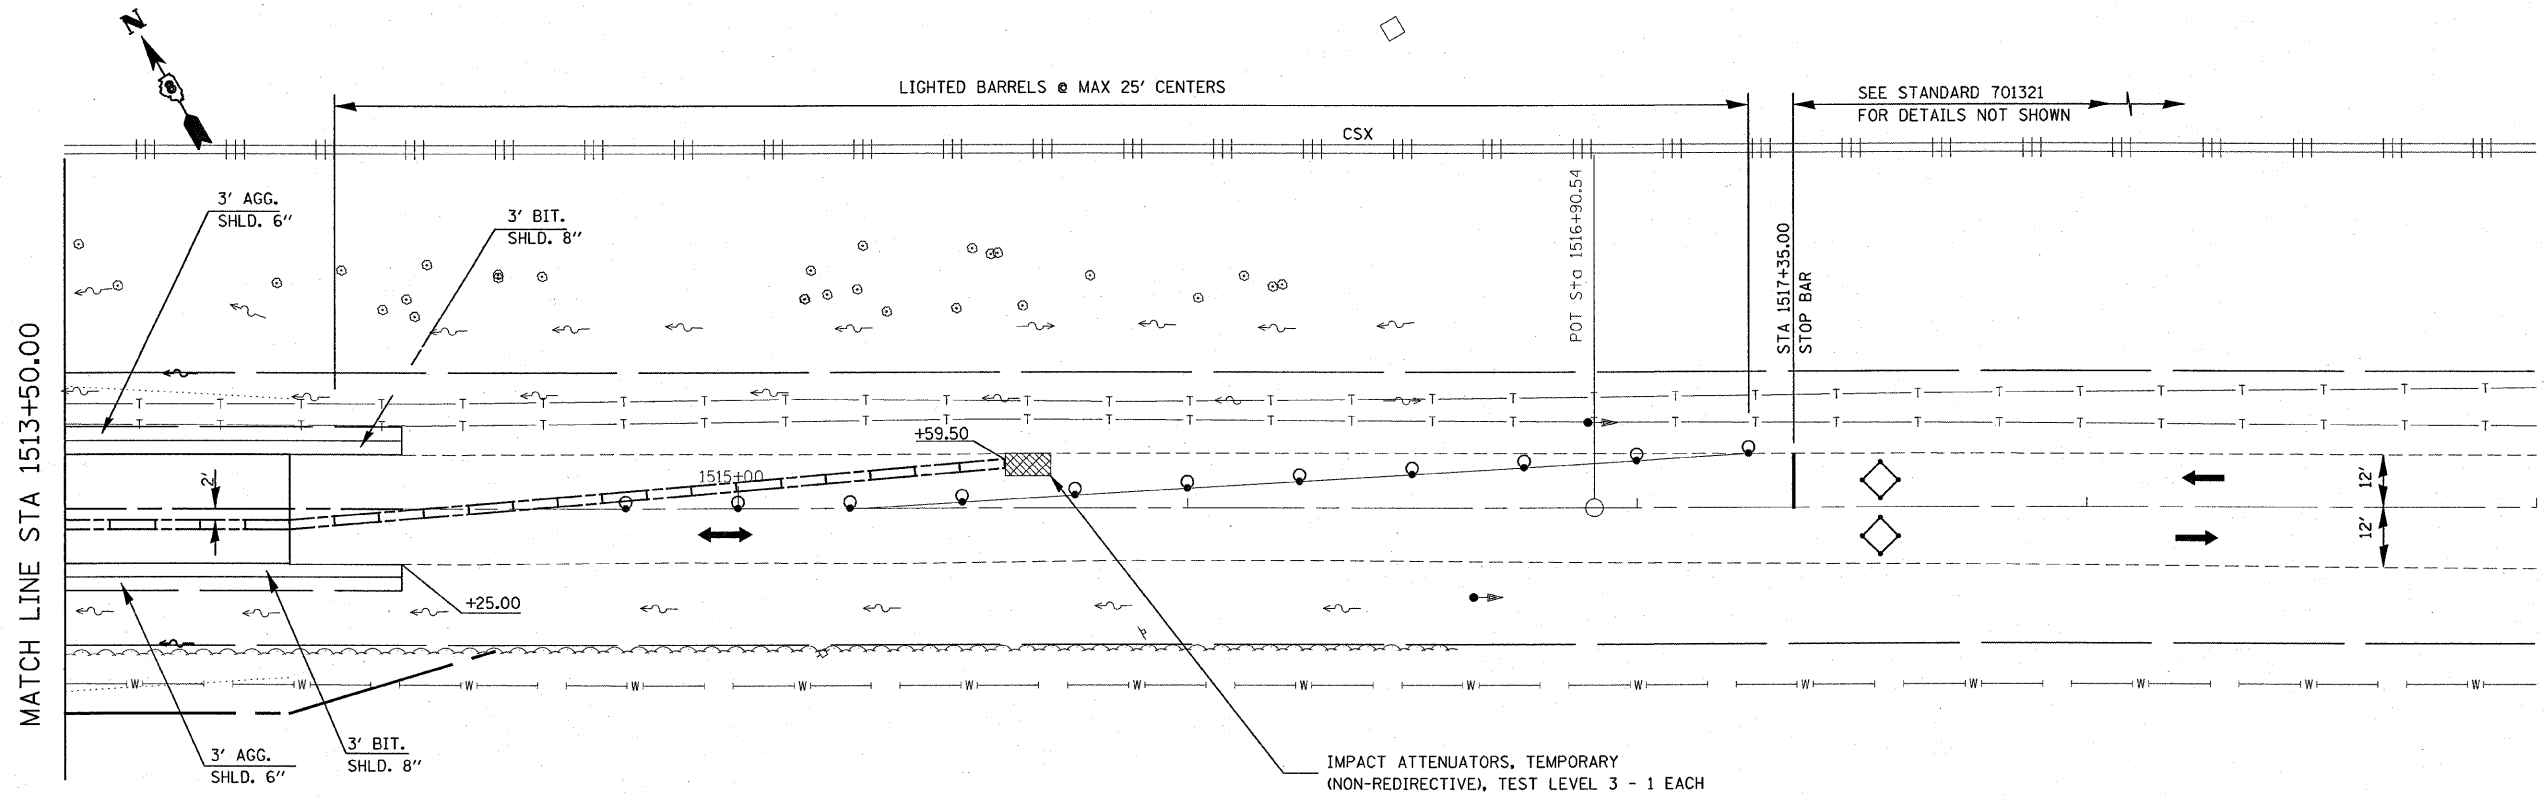 N
LIGHTED BARRELS @ MAX 25' CENTERS
SEE STANDARD 701321
FOR DETAILS NOT SHOWN
CSX
3' AGG.
SHLD. 6"
3' BIT.
SHLD. 8"
POT Sta 1516+90.54
STA 1517+35.00
STOP BAR
MATCH LINE STA 1513+50.00
T T T T T T T T T T T T T T T T T T T T T T T T T T T T T T
T T T T T T T T T T T T T T T T T T T T T T T T T T T T T T
+59.50
1515+00
2'
12'
12'
+25.00
W W W W W W W W W W W W W W W
3' AGG.
SHLD. 6"
3' BIT.
SHLD. 8"
IMPACT ATTENUATORS, TEMPORARY
(NON-REDIRECTIVE), TEST LEVEL 3 - 1 EACH